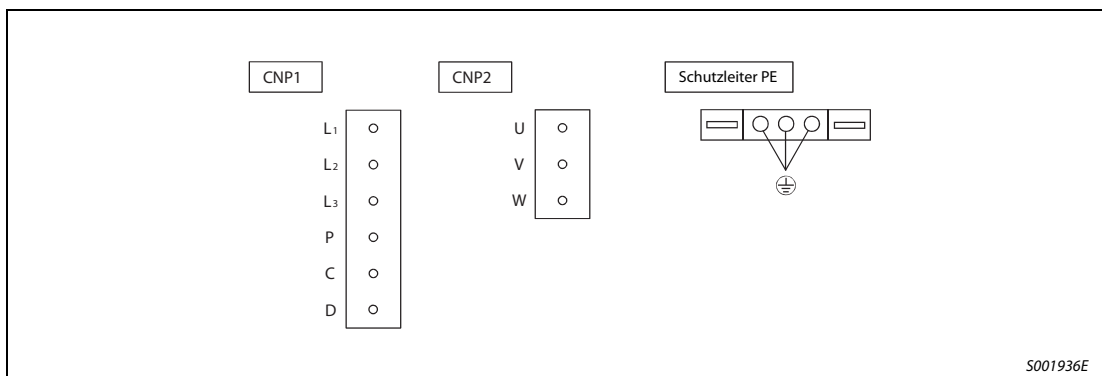 CNP1
CNP2
Schutzleiter PE
L1
L2
L3
P
C
D
U
V
W
S001936E